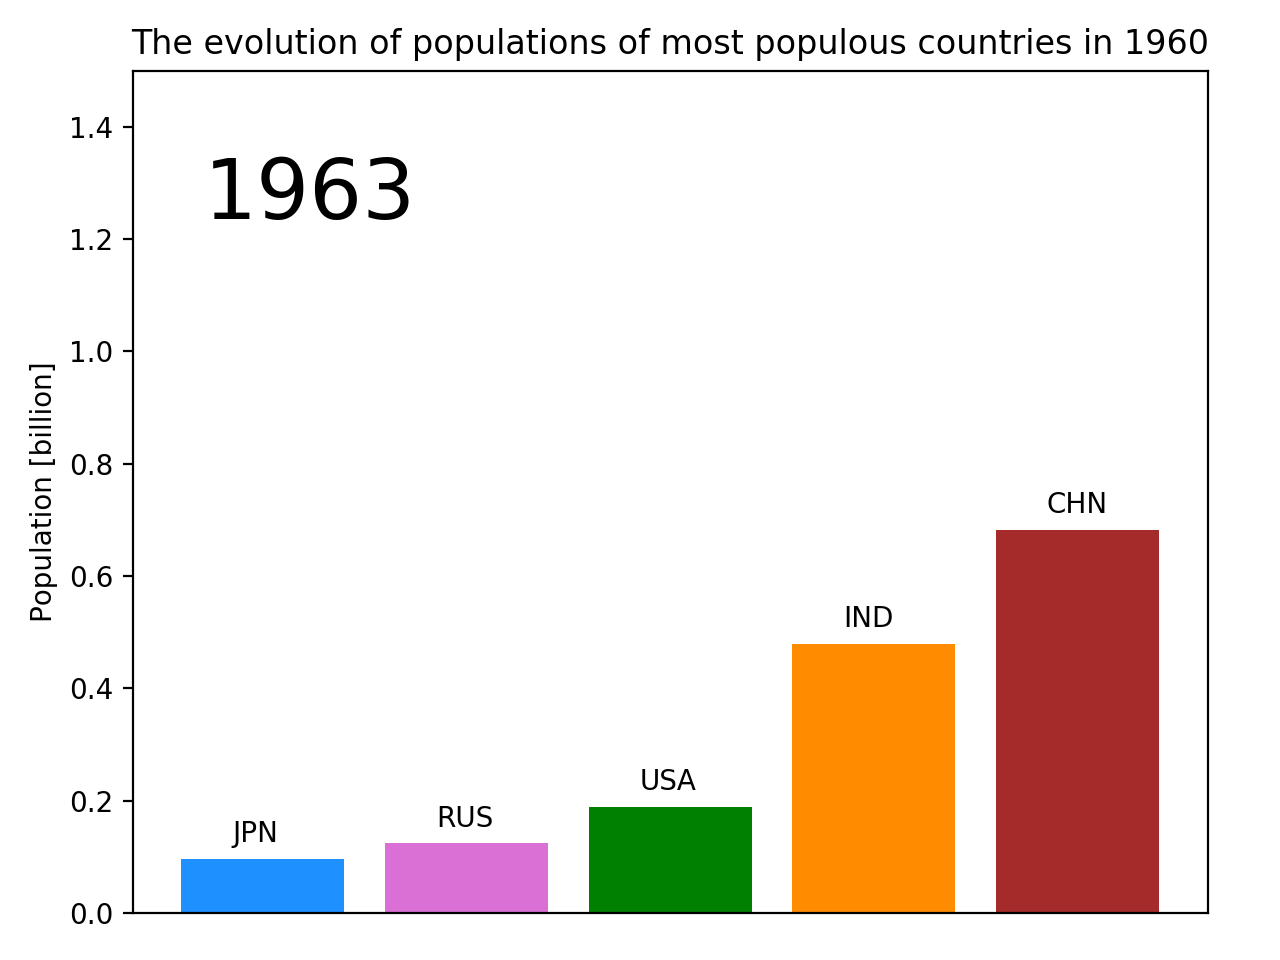 The evolution of populations of most populous countries in 1960
1963
Population [billion]
1.4
1.2
1.0
0.8
0.6
0.4
0.2
0.0
JPN
RUS
USA
IND
CHN